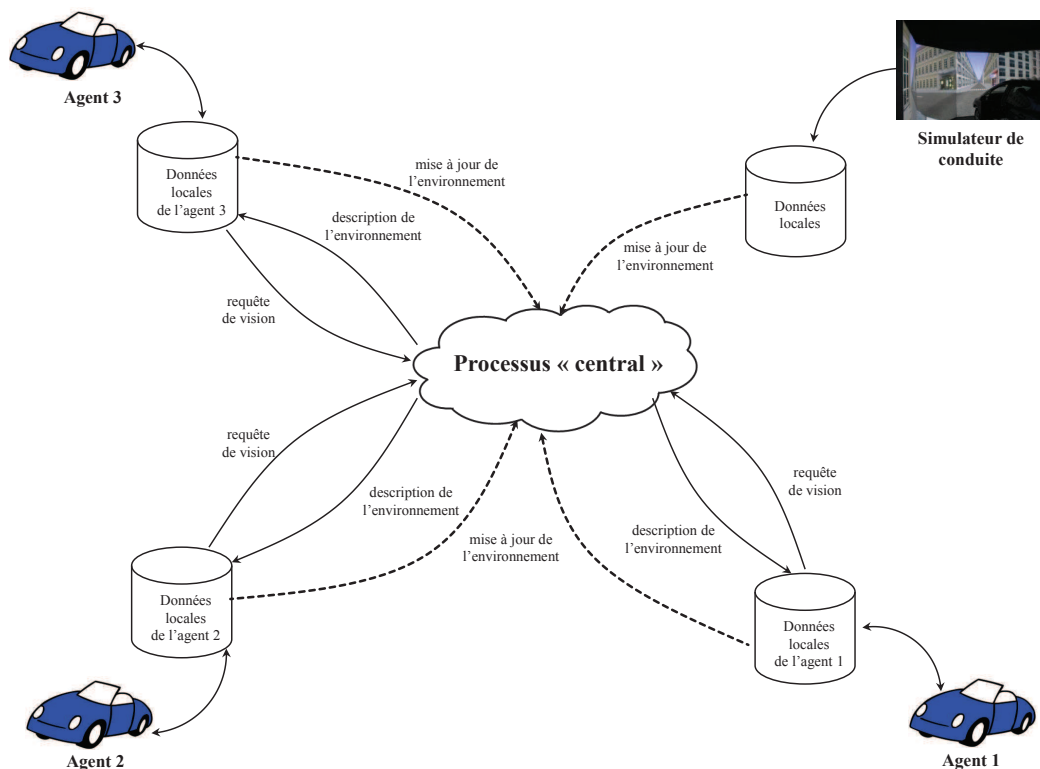 Agent 3
Simulateur de
conduite
Données
locales
de l’agent 3
mise à jour de
l’environnement
Données
locales
description de
l’environnement
mise à jour de
l’environnement
requête
de vision
Processus « central »
requête
de vision
requête
de vision
description de
l’environnement
mise à jour de
l’environnement
description de
l’environnement
Données
locales
de l’agent 2
Données
locales
de l’agent 1
Agent 2
Agent 1